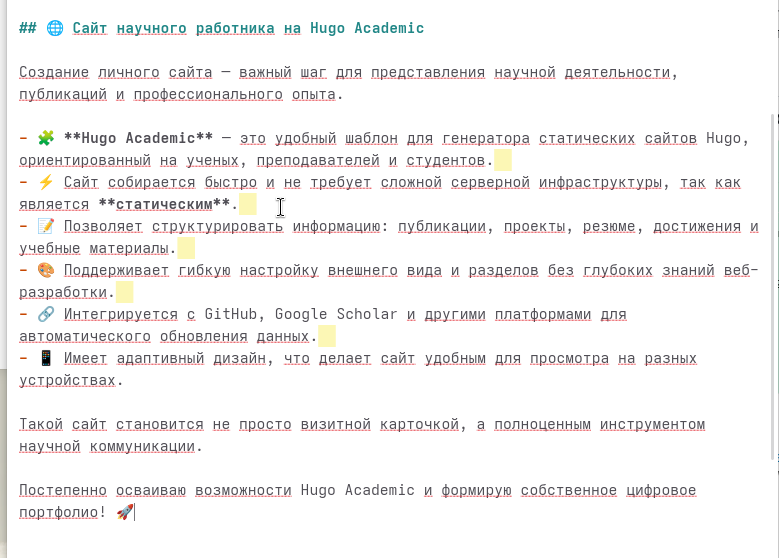 ## 🌐 Сайт научного работника на Hugo Academic
Создание личного сайта — важный шаг для представления научной деятельности,
публикаций и профессионального опыта.
- 🧩 **Hugo Academic** — это удобный шаблон для генератора статических сайтов Hugo,
ориентированный на ученых, преподавателей и студентов.
- ⚡ Сайт собирается быстро и не требует сложной серверной инфраструктуры, так как
является **статическим**.
- 📝 Позволяет структурировать информацию: публикации, проекты, резюме, достижения и
учебные материалы.
- 🎨 Поддерживает гибкую настройку внешнего вида и разделов без глубоких знаний веб-
разработки.
- 🔗 Интегрируется с GitHub, Google Scholar и другими платформами для
автоматического обновления данных.
- 📱 Имеет адаптивный дизайн, что делает сайт удобным для просмотра на разных
устройствах.
Такой сайт становится не просто визитной карточкой, а полноценным инструментом
научной коммуникации.
Постепенно осваиваю возможности Hugo Academic и формирую собственное цифровое
портфолио! 🚀